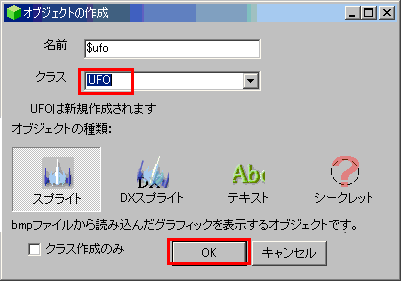 オブジェクトの作成
名前 $ufo
クラス UFO
UFOは新規作成されます
オブジェクトの種類:
スプライト DXスプライト テキスト シークレット
bmpファイルから読み込んだグラフィックを表示するオブジェクトです。
クラス作成のみ OK キャンセル